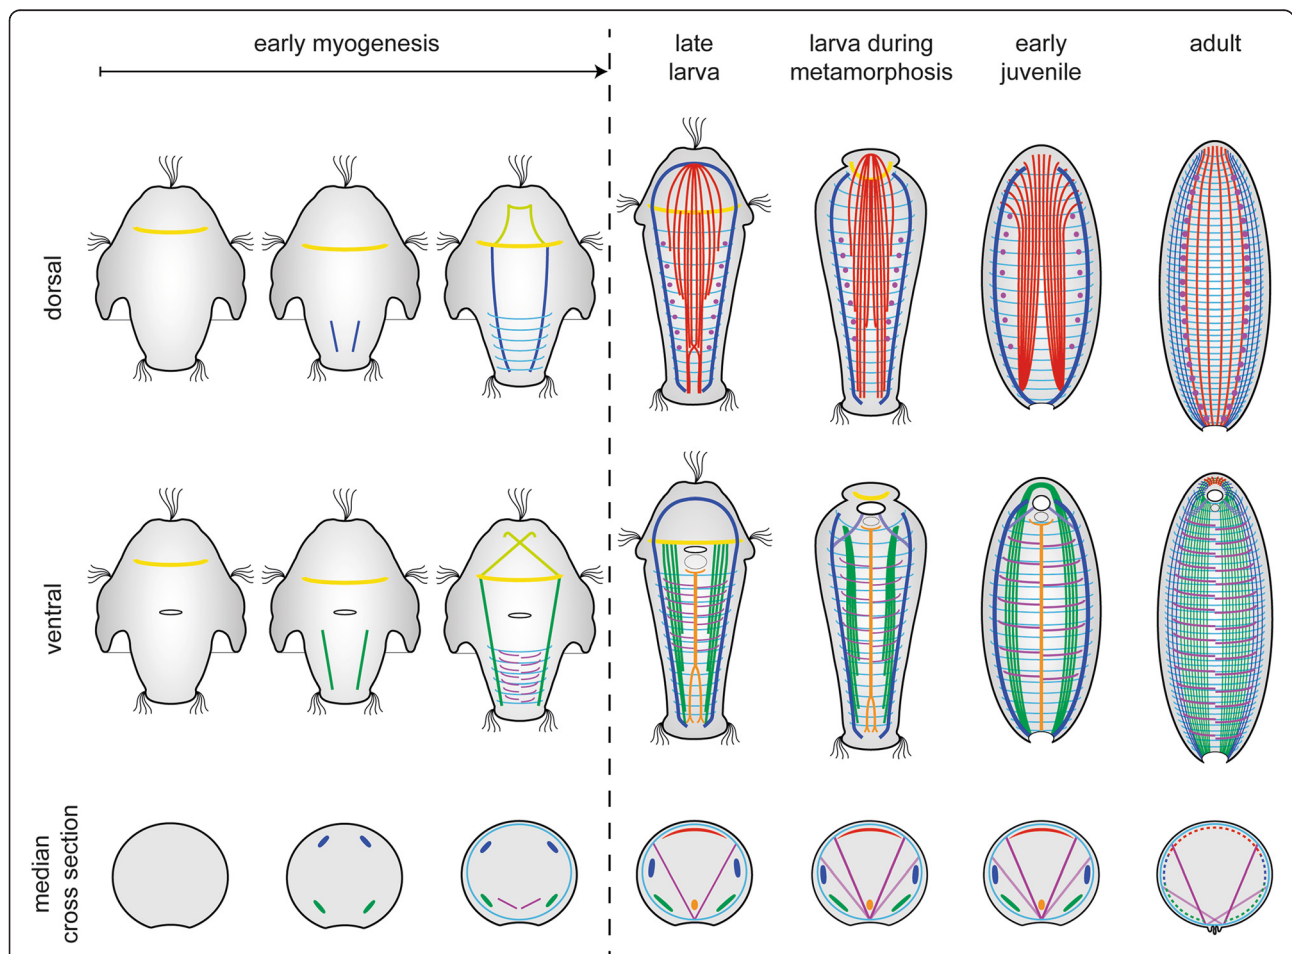 early myogenesis
late
larva
larva during
metamorphosis
early
juvenile
adult
dorsal
ventral
median
cross section